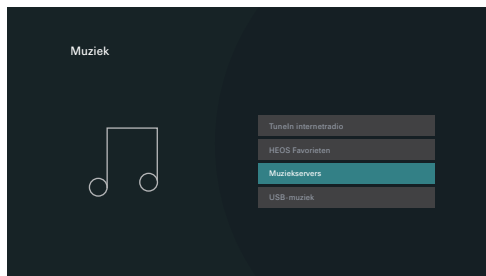 Muziek
TuneIn internetradio
HEOS Favorieten
Muziekservers
USB-muziek